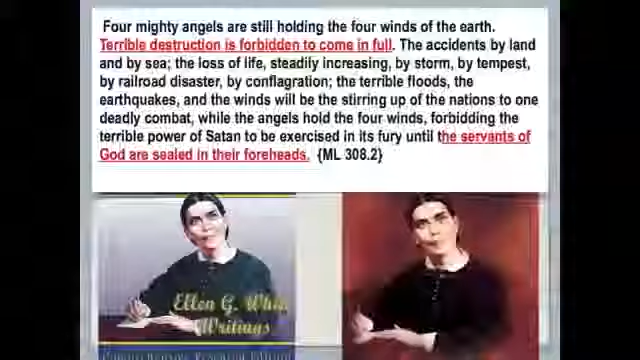 Four mighty angels are still holding the four winds of the earth.
Terrible destruction is forbidden to come in full. The accidents by land
and by sea; the loss of life, steadily increasing, by storm, by tempest,
by railroad disaster, by conflagration; the terrible floods, the
earthquakes, and the winds will be the stirring up of the nations to one
deadly combat, while the angels hold the four winds, forbidding the
terrible power of Satan to be exercised in its fury until the servants of
God are sealed in their foreheads. {ML 308.2}
Ellen G. Whi
Writings